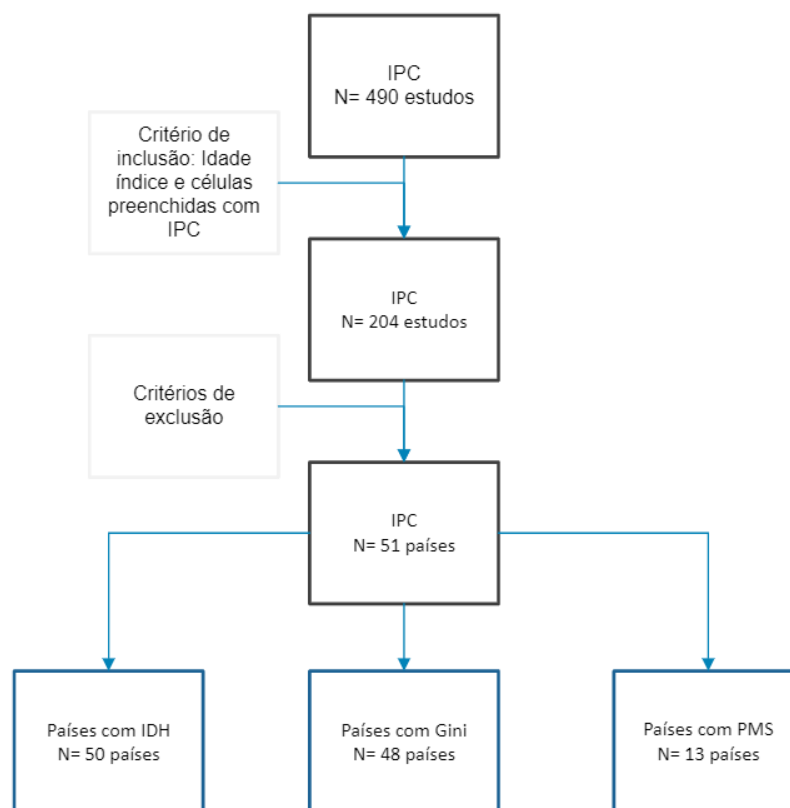 IPC
N= 490 estudos
Critério de
inclusão: Idade
índice e células
preenchidas com
IPC
IPC
N= 204 estudos
Critérios de
exclusão
IPC
N= 51 países
Países com IDH
N= 50 países
Países com Gini
N= 48 países
Países com PMS
N= 13 países